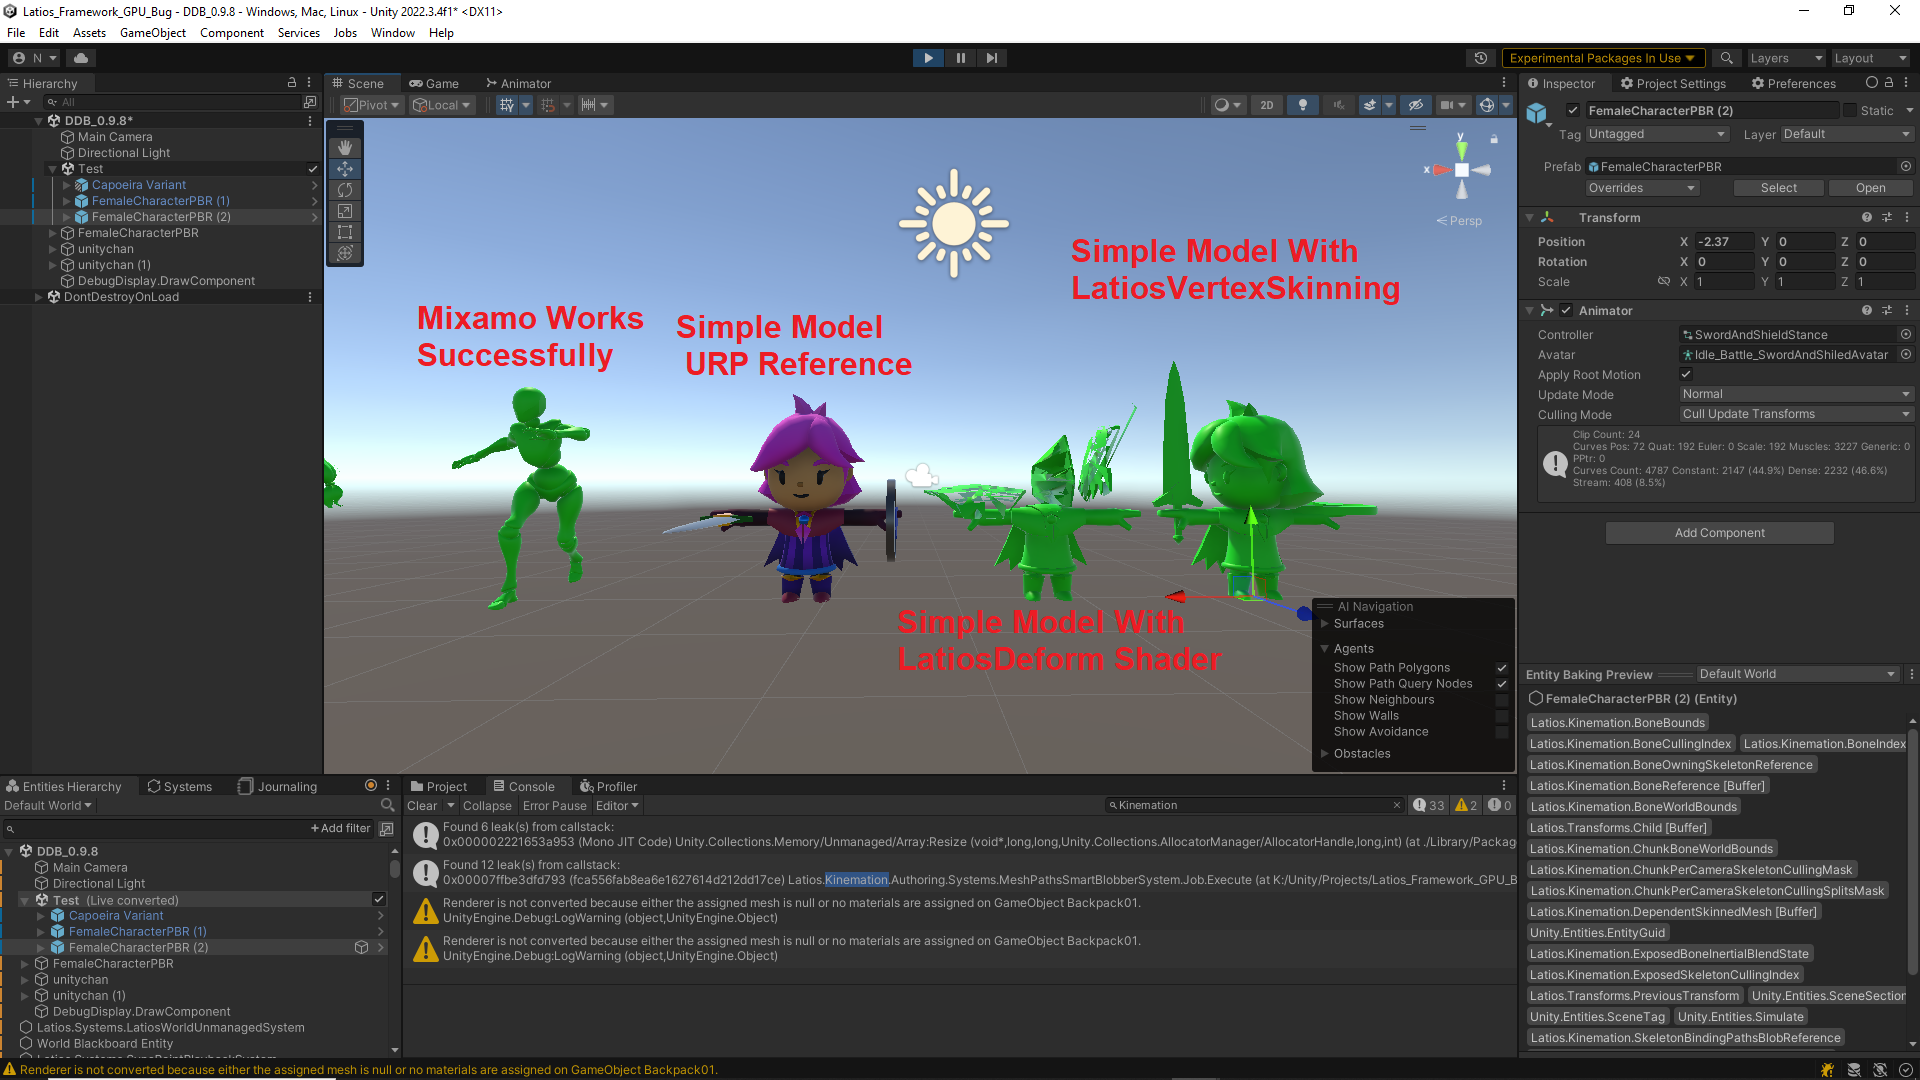 Latios_Framework_GPU_Bug - DDB_0.9.8 - Windows, Mac, Linux - Unity 2022.3.4f1* <DX11>
File Edit Assets GameObject Component Services Jobs Window Help
N
Experimental Packages In Use
Layers
Layout
Hierarchy
All
DDB_0.9.8*
Main Camera
Directional Light
Test
Capoeira Variant
FemaleCharacterPBR (1)
FemaleCharacterPBR (2)
FemaleCharacterPBR
unitychan
unitychan (1)
DebugDisplay.DrawComponent
DontDestroyOnLoad
Scene Game Animator
Pivot Local
2D
y
x
Persp
Mixamo Works
Successfully
Simple Model
URP Reference
Simple Model With
LatiosVertexSkinning
Simple Model With
LatiosDeform Shader
AI Navigation
Surfaces
Agents
Show Path Polygons
Show Path Query Nodes
Show Neighbours
Show Walls
Show Avoidance
Obstacles
Inspector Project Settings Preferences
FemaleCharacterPBR (2) Static
Tag Untagged Layer Default
Prefab FemaleCharacterPBR
Overrides Select Open
Transform
Position X -2.37 Y 0 Z 0
Rotation X 0 Y 0 Z 0
Scale X 1 Y 1 Z 1
Animator
Controller SwordAndShieldStance
Avatar Idle_Battle_SwordAndShiledAvatar
Apply Root Motion
Update Mode Normal
Culling Mode Cull Update Transforms
Clip Count: 24
Curves Pos: 72 Quat: 192 Euler: 0 Scale: 192 Muscles: 3227 Generic: 0
PPtr: 0
Curves Count: 4787 Constant: 2147 (44.9%) Dense: 2232 (46.6%)
Stream: 408 (8.5%)
Add Component
Entity Baking Preview Default World
FemaleCharacterPBR (2) (Entity)
Latios.Kinemation.BoneBounds
Latios.Kinemation.BoneCullingIndex Latios.Kinemation.BoneIndex
Latios.Kinemation.BoneOwningSkeletonReference
Latios.Kinemation.BoneReference [Buffer]
Latios.Kinemation.BoneWorldBounds
Latios.Transforms.Child [Buffer]
Latios.Kinemation.ChunkBoneWorldBounds
Latios.Kinemation.ChunkPerCameraSkeletonCullingMask
Latios.Kinemation.ChunkPerCameraSkeletonCullingSplitsMask
Latios.Kinemation.DependentSkinnedMesh [Buffer]
Unity.Entities.EntityGuid
Latios.Kinemation.ExposedBoneInertialBlendState
Latios.Kinemation.ExposedSkeletonCullingIndex
Latios.Transforms.PreviousTransform Unity.Entities.SceneSection
Unity.Entities.SceneTag Unity.Entities.Simulate
Latios.Kinemation.SkeletonBindingPathsBlobReference
Entities Hierarchy Systems Journaling
Default World
Add filter
DDB_0.9.8
Main Camera
Directional Light
Test (Live converted)
Capoeira Variant
FemaleCharacterPBR (1)
FemaleCharacterPBR (2)
FemaleCharacterPBR
unitychan
unitychan (1)
DebugDisplay.DrawComponent
Latios.Systems.LatiosWorldUnmanagedSystem
World Blackboard Entity
Latios.Systems.SyncPointPlaybackSystem
Project Console Profiler
Clear Collapse Error Pause Editor
Kinemation
33 2 0
Found 6 leak(s) from callstack:
0x000002221653a953 (Mono JIT Code) Unity.Collections.Memory/Unmanaged/Array:Resize (void*,long,long,Unity.Collections.AllocatorManager/AllocatorHandle,long,int) (at ./Library/Package
Found 12 leak(s) from callstack:
0x00007ffbe3dfd793 (fca556fab8ea6e1627614d212dd17ce) Latios.Kinemation.Authoring.Systems.MeshPathsSmartBlobberSystem.Job.Execute (at K:/Unity/Projects/Latios_Framework_GPU_B
Renderer is not converted because either the assigned mesh is null or no materials are assigned on GameObject Backpack01.
UnityEngine.Debug:LogWarning (object,UnityEngine.Object)
Renderer is not converted because either the assigned mesh is null or no materials are assigned on GameObject Backpack01.
UnityEngine.Debug:LogWarning (object,UnityEngine.Object)
Renderer is not converted because either the assigned mesh is null or no materials are assigned on GameObject Backpack01.